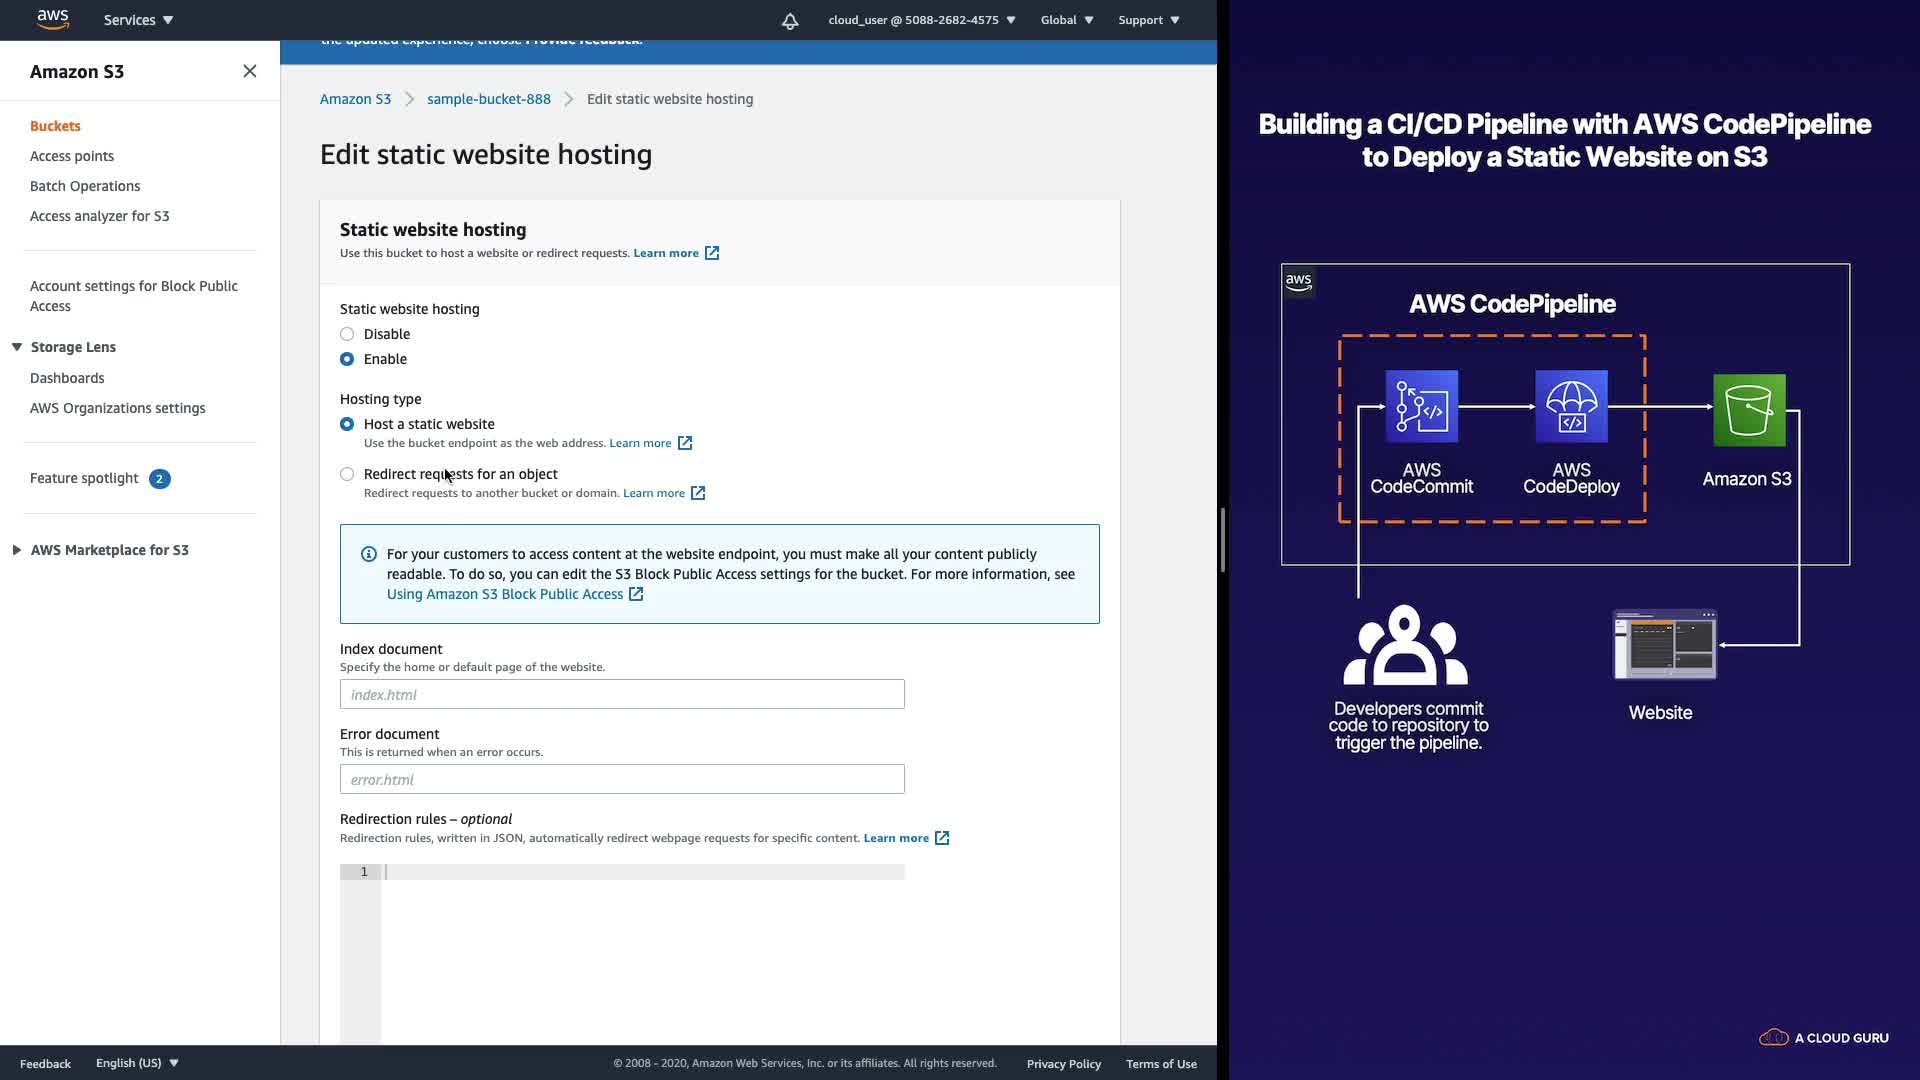 aws
Services
cloud_user @ 5088-2682-4575
Global
Support
the updated experience, choose Provide feedback.
Amazon S3
Buckets
Access points
Batch Operations
Access analyzer for S3
Account settings for Block Public
Access
Storage Lens
Dashboards
AWS Organizations settings
Feature spotlight 2
AWS Marketplace for S3
Amazon S3 > sample-bucket-888 > Edit static website hosting
Edit static website hosting
Static website hosting
Use this bucket to host a website or redirect requests. Learn more
Static website hosting
Disable
Enable
Hosting type
Host a static website
Use the bucket endpoint as the web address. Learn more
Redirect requests for an object
Redirect requests to another bucket or domain. Learn more
For your customers to access content at the website endpoint, you must make all your content publicly
readable. To do so, you can edit the S3 Block Public Access settings for the bucket. For more information, see
Using Amazon S3 Block Public Access
Index document
Specify the home or default page of the website.
index.html
Error document
This is returned when an error occurs.
error.html
Redirection rules – optional
Redirection rules, written in JSON, automatically redirect webpage requests for specific content. Learn more
1
Feedback
English (US)
© 2008 - 2020, Amazon Web Services, Inc. or its affiliates. All rights reserved.
Privacy Policy
Terms of Use
Building a CI/CD Pipeline with AWS CodePipeline
to Deploy a Static Website on S3
aws
AWS CodePipeline
AWS
CodeCommit
AWS
CodeDeploy
Amazon S3
Developers commit
code to repository to
trigger the pipeline.
Website
A CLOUD GURU